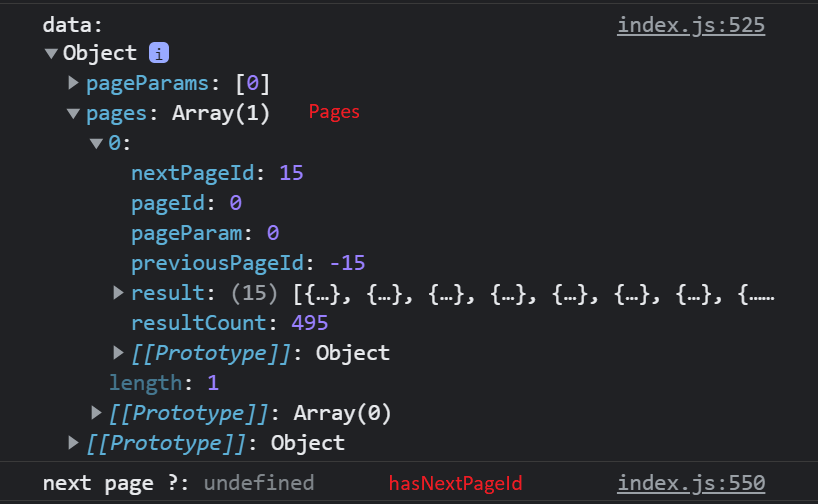 data: index.js:525
▼Object i
▶pageParams: [0]
▼pages: Array(1) Pages
▼0:
nextPageId: 15
pageId: 0
pageParam: 0
previousPageId: -15
▶result: (15) [{…}, {…}, {…}, {…}, {…}, {…}, {…}, {……
resultCount: 495
▶[[Prototype]]: Object
length: 1
▶[[Prototype]]: Array(0)
▶[[Prototype]]: Object
next page ?: undefined hasNextPageId index.js:550